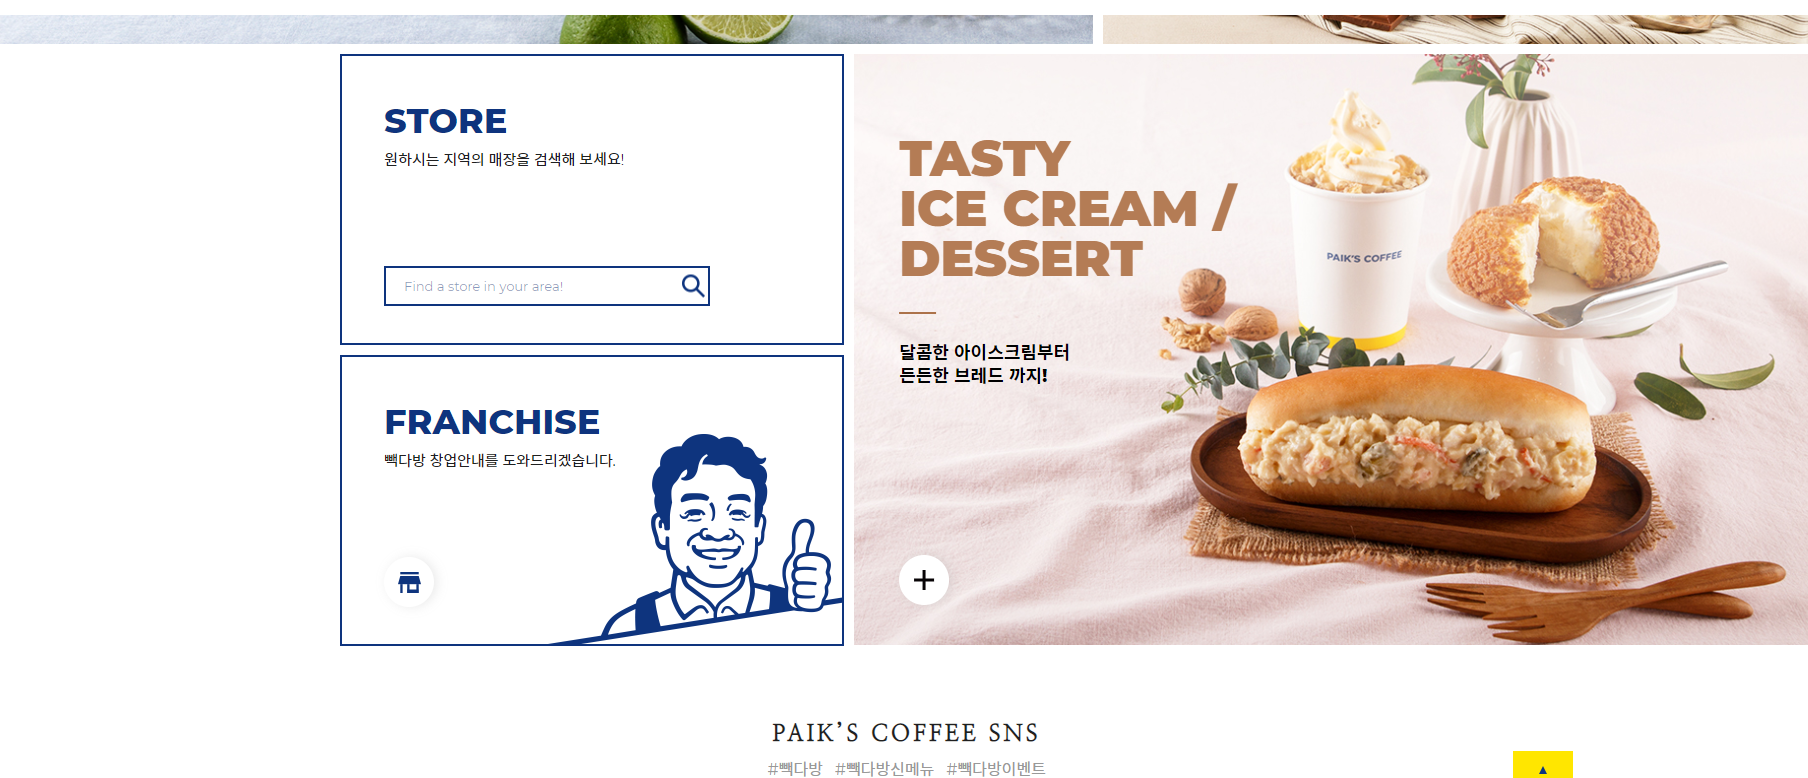 STORE
원하시는 지역의 매장을 검색해 보세요!
Find a store in your area!
FRANCHISE
빽다방 창업안내를 도와드리겠습니다.
TASTY
ICE CREAM /
DESSERT
달콤한 아이스크림부터
든든한 브레드 까지!
PAIK'S COFFEE
PAIK’S COFFEE SNS
#빽다방 #빽다방신메뉴 #빽다방이벤트